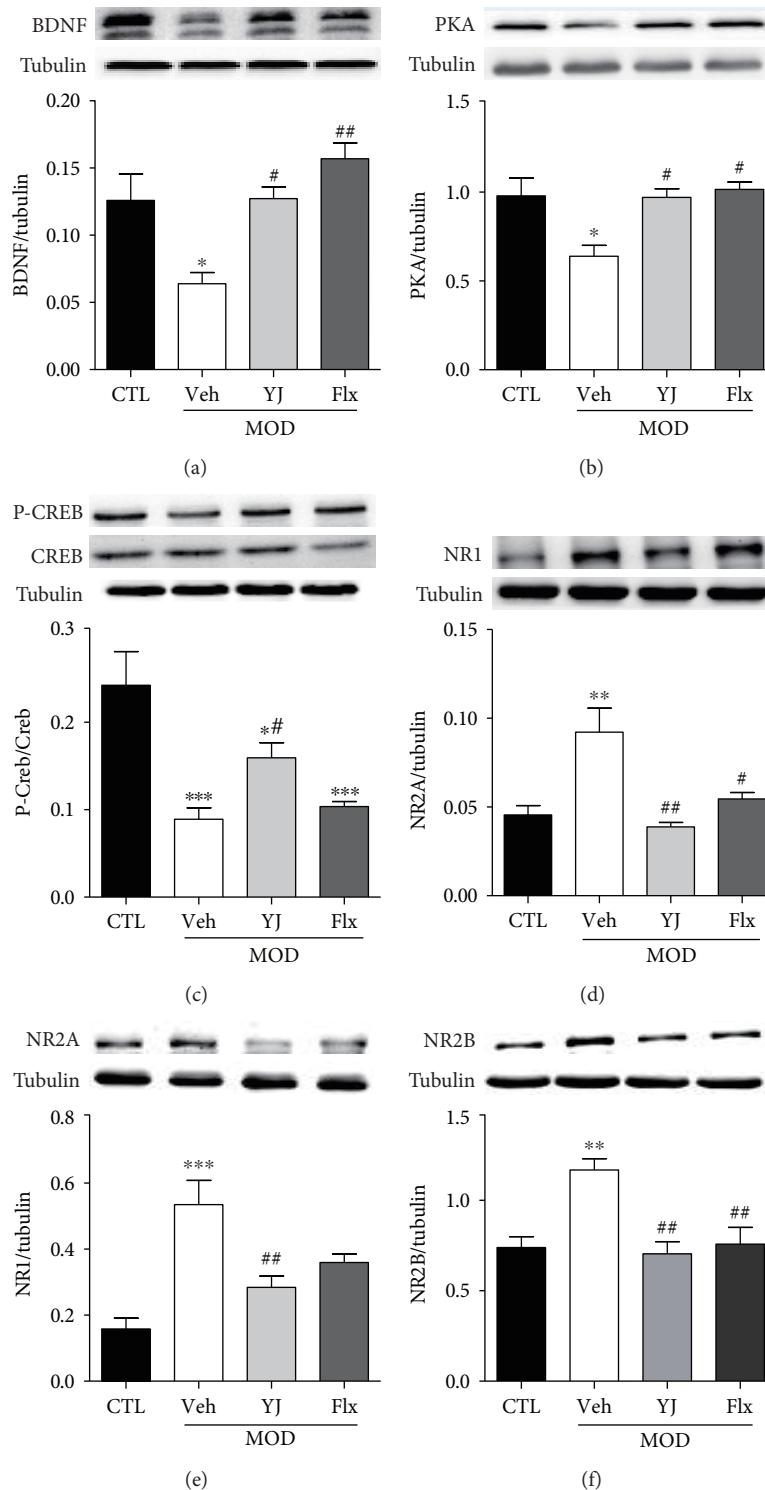 BDNF
Tubulin
0.20
##
0.15
#
BDNF/tubulin
0.10
*
0.05
0.00
CTL Veh YJ Flx
MOD
(a)
PKA
Tubulin
1.5
# #
1.0
*
PKA/tubulin
0.5
0.0
CTL Veh YJ Flx
MOD
(b)
P-CREB
CREB
Tubulin
0.3
0.2
*#
P-Creb/Creb
*** ***
0.1
0.0
CTL Veh YJ Flx
MOD
(c)
NR1
Tubulin
0.15
**
0.10
NR2A/tubulin
#
##
0.05
0.00
CTL Veh YJ Flx
MOD
(d)
NR2A
Tubulin
0.8
***
0.6
NR1/tubulin
0.4
##
0.2
0.0
CTL Veh YJ Flx
MOD
(e)
NR2B
Tubulin
1.5
**
1.0
## ##
NR2B/tubulin
0.5
0.0
CTL Veh YJ Flx
MOD
(f)